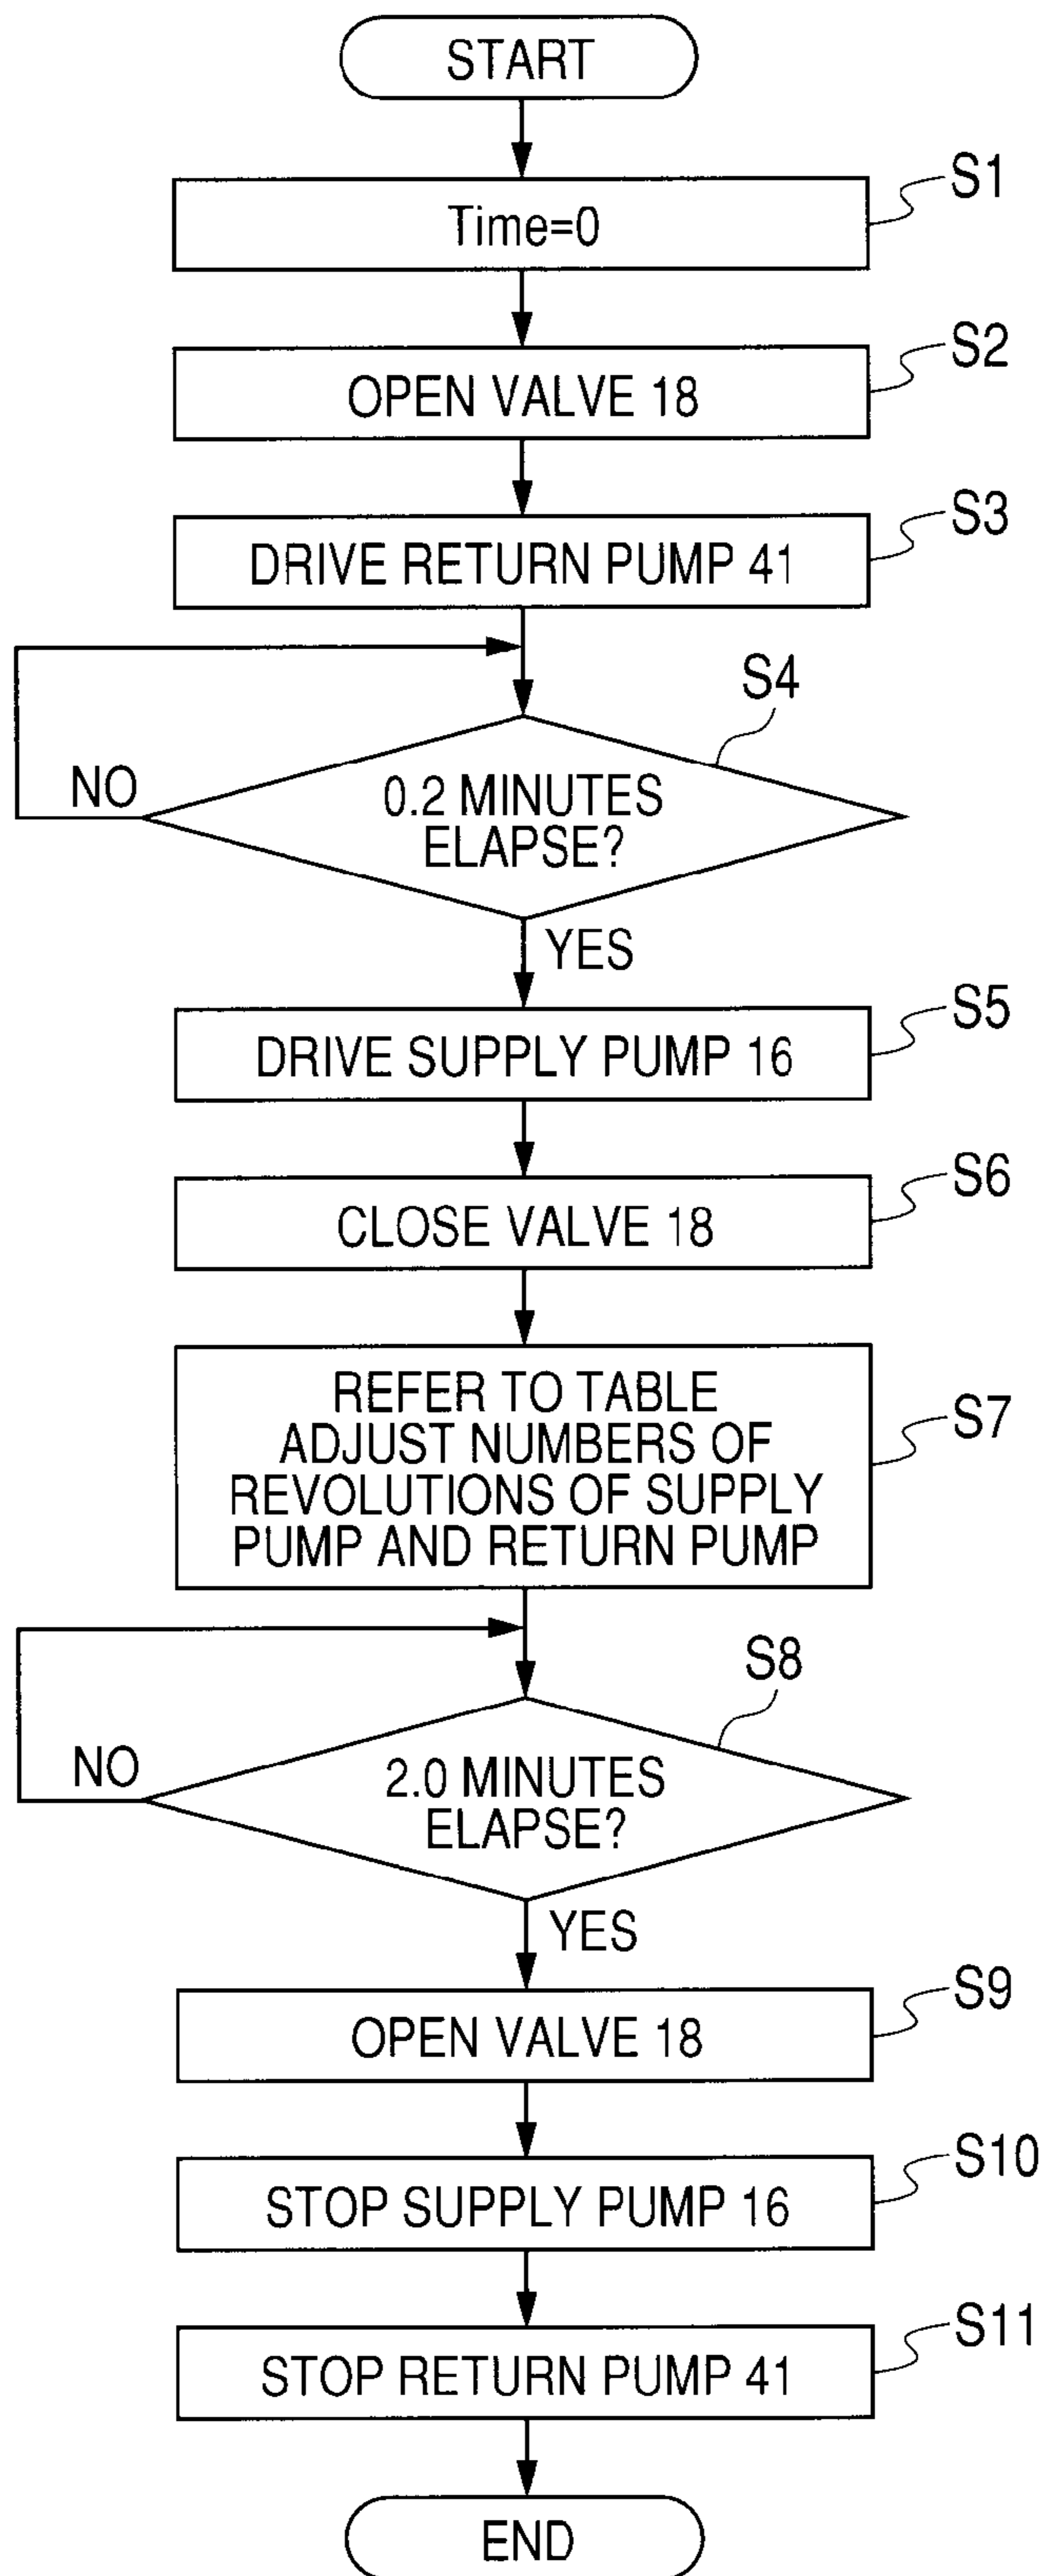 START
S1
Time=0
S2
OPEN VALVE 18
S3
DRIVE RETURN PUMP 41
S4
NO
0.2 MINUTES
ELAPSE?
YES
S5
DRIVE SUPPLY PUMP 16
S6
CLOSE VALVE 18
S7
REFER TO TABLE
ADJUST NUMBERS OF
REVOLUTIONS OF SUPPLY
PUMP AND RETURN PUMP
S8
NO
2.0 MINUTES
ELAPSE?
YES
S9
OPEN VALVE 18
S10
STOP SUPPLY PUMP 16
S11
STOP RETURN PUMP 41
END